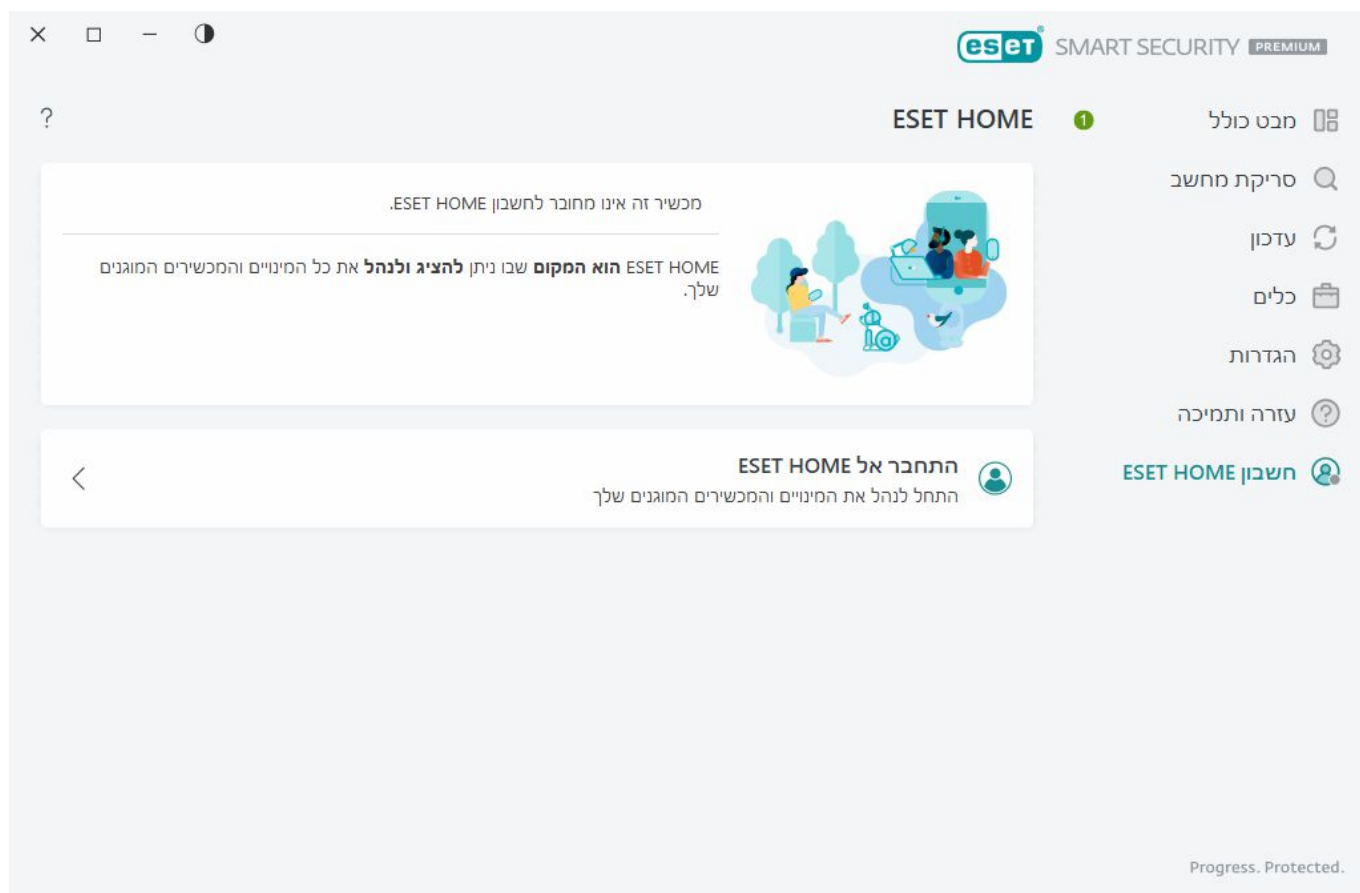 eset® SMART SECURITY PREMIUM
מבט כולל 1
סריקת מחשב
עדכון
כלים
הגדרות
עזרה ותמיכה
חשבון ESET HOME
ESET HOME
?
מכשיר זה אינו מחובר לחשבון ESET HOME.
ESET HOME הוא המקום שבו ניתן להציג ולנהל את כל המינויים והמכשירים המוגנים
שלך.
התחבר אל ESET HOME
התחל לנהל את המינויים והמכשירים המוגנים שלך
Progress. Protected.